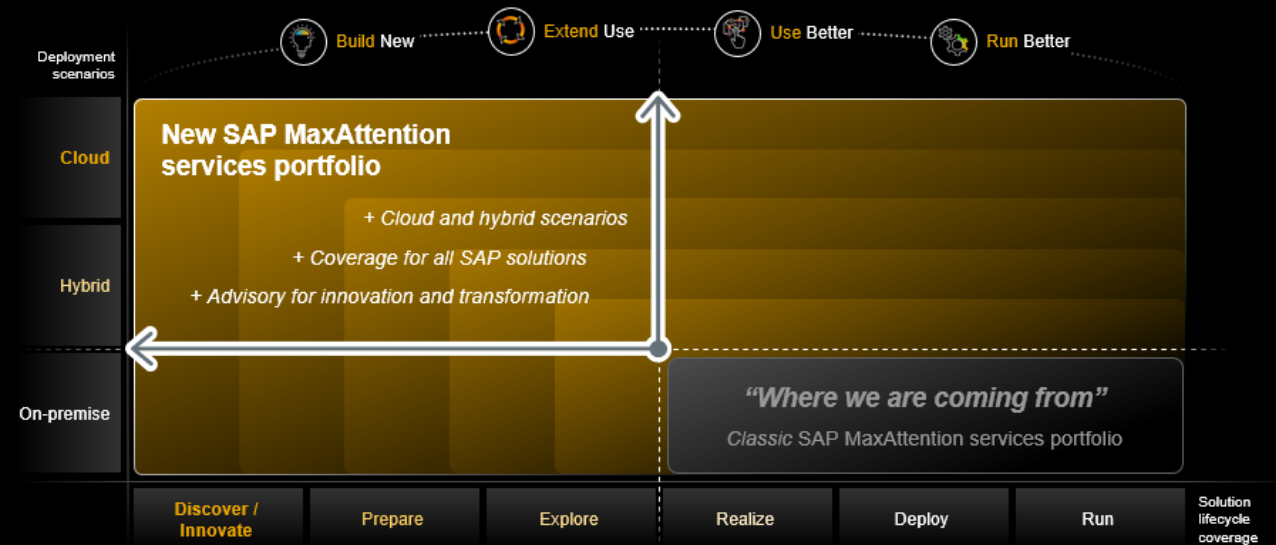 Build New
Extend Use
Use Better
Run Better
Deployment
scenarios
Cloud
Hybrid
On-premise
New SAP MaxAttention
services portfolio
+ Cloud and hybrid scenarios
+ Coverage for all SAP solutions
+ Advisory for innovation and transformation
“Where we are coming from”
Classic SAP MaxAttention services portfolio
Discover /
Innovate
Prepare
Explore
Realize
Deploy
Run
Solution
lifecycle
coverage